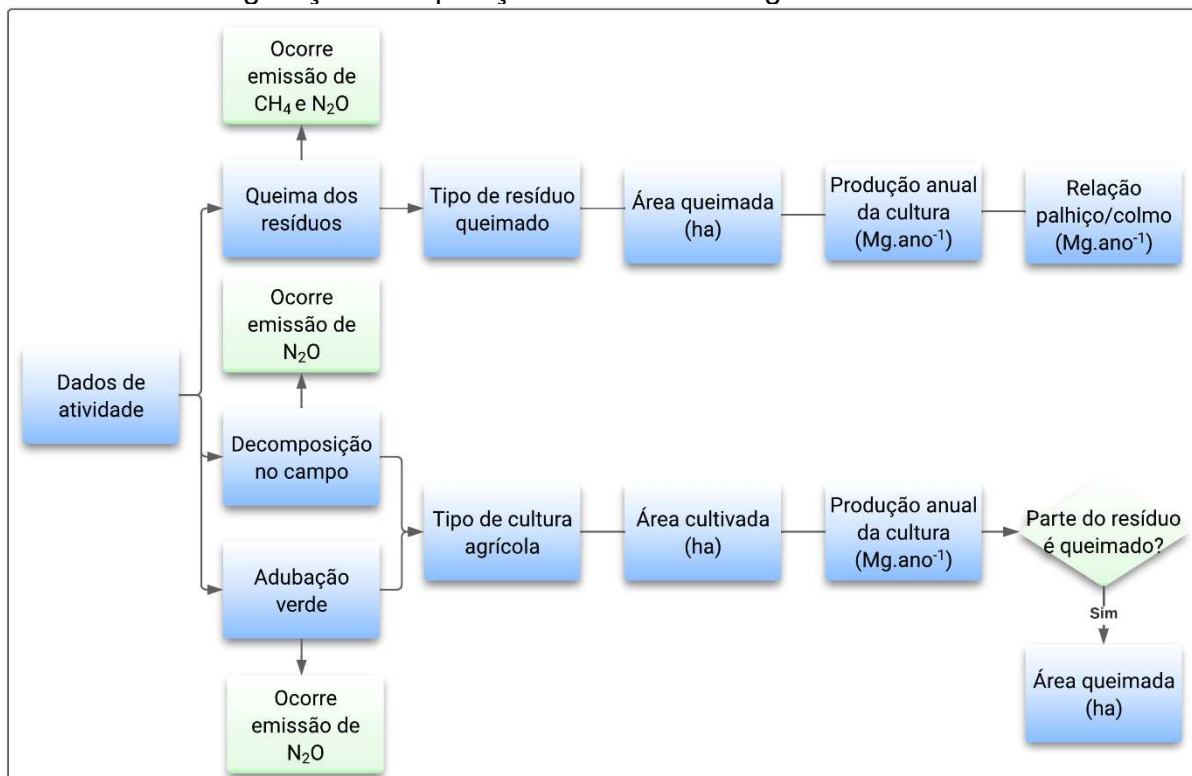 Ocorre
emissão de
CH₄ e N₂O
Queima dos
resíduos
Tipo de resíduo
queimado
Área queimada
(ha)
Produção anual
da cultura
(Mg.ano⁻¹)
Relação
palhiço/colmo
(Mg.ano⁻¹)
Ocorre
emissão de
N₂O
Dados de
atividade
Decomposição
no campo
Tipo de cultura
agrícola
Área cultivada
(ha)
Produção anual
da cultura
(Mg.ano⁻¹)
Parte do resíduo
é queimado?
Adubação
verde
Sim
Área queimada
(ha)
Ocorre
emissão de
N₂O